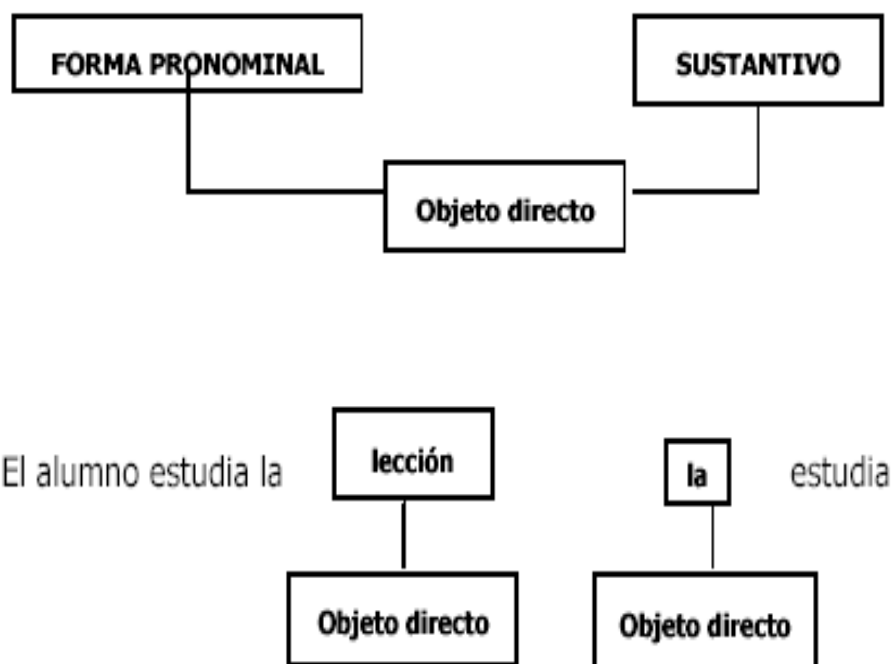 FORMA PRONOMINAL
SUSTANTIVO
Objeto directo
El alumno estudia la lección
la estudia
Objeto directo
Objeto directo